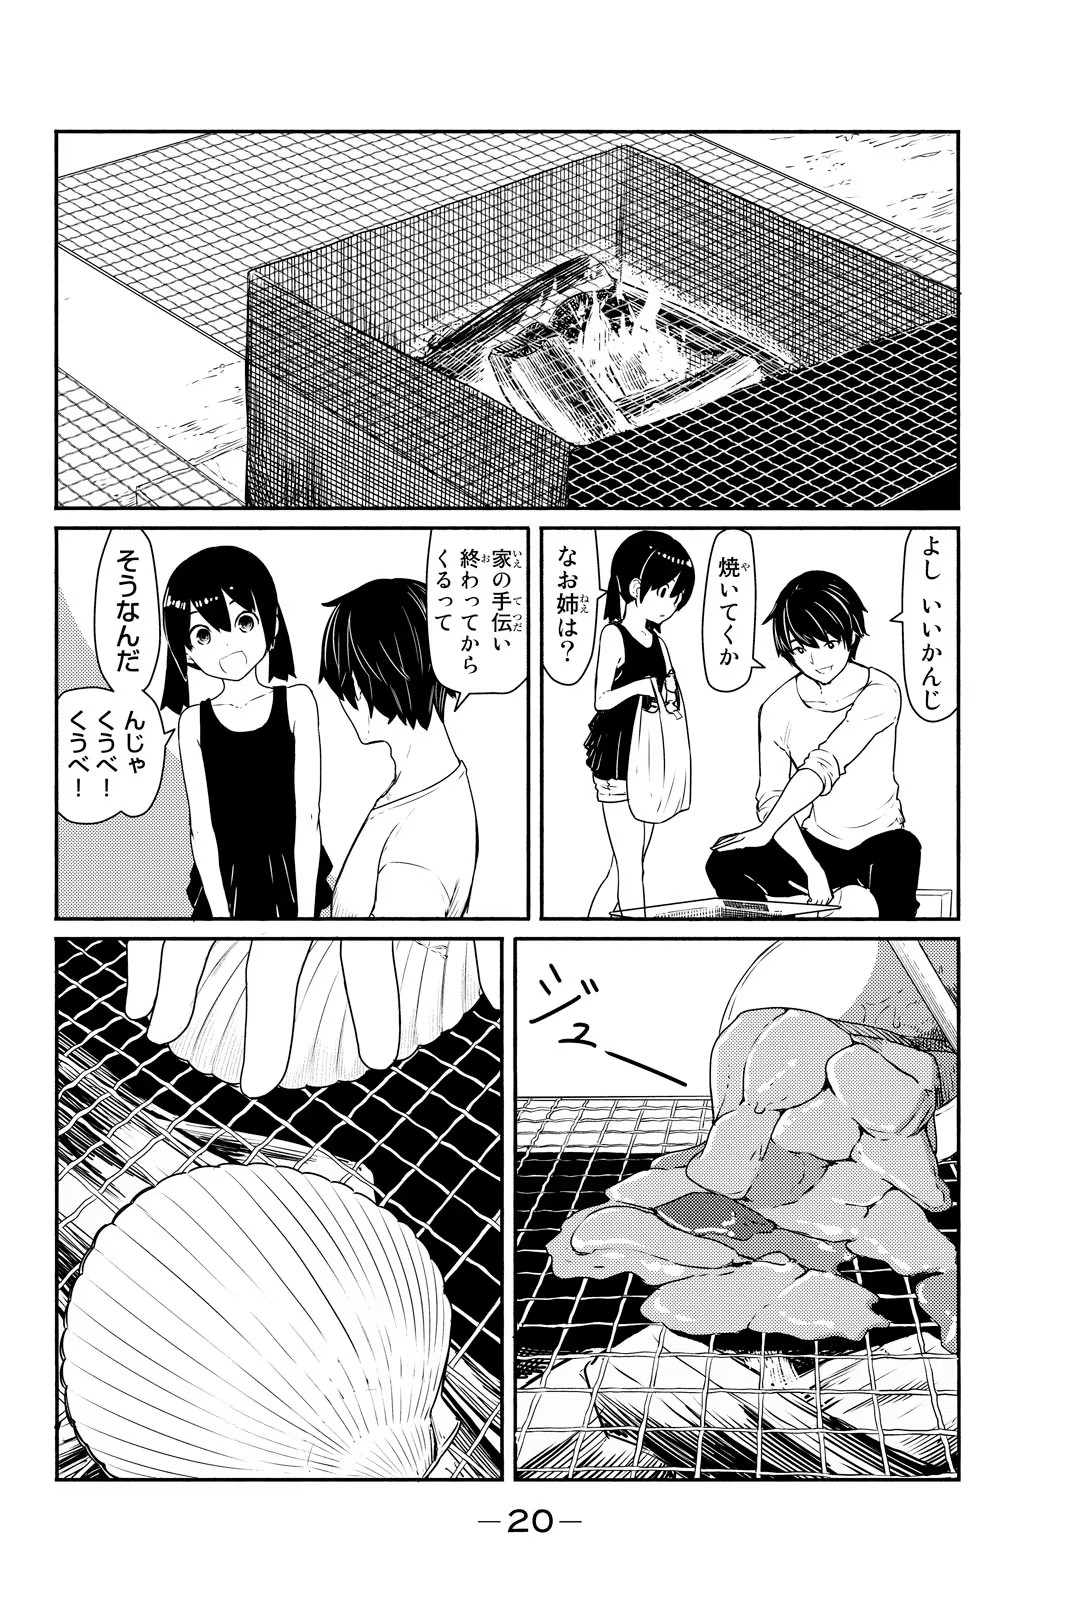 よし いいかんじ
焼いてくか
なお姉は？
家の手伝い
終わってから
くるって
そうなんだ
んじゃ
くうべ！
くうべ！
ジュー
—20—